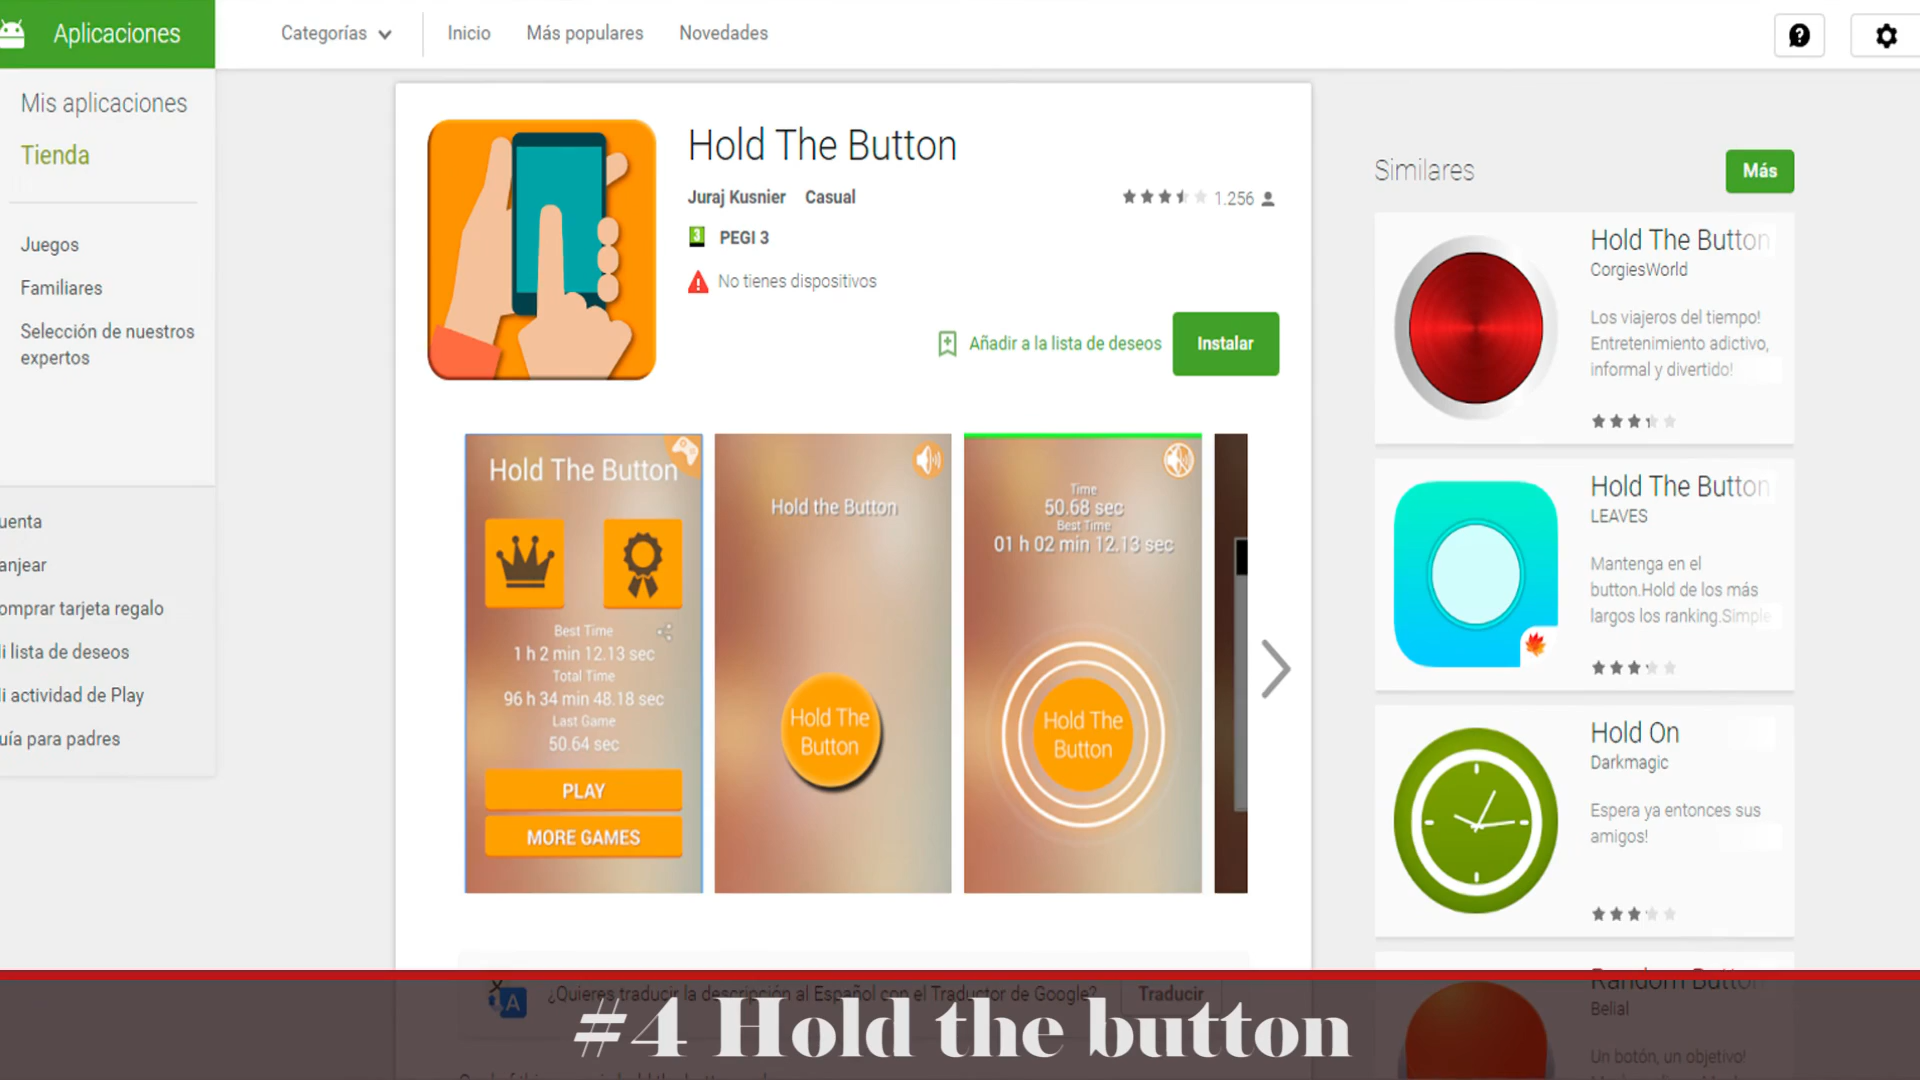 Aplicaciones
Categorías
Inicio
Más populares
Novedades
Mis aplicaciones
Tienda
Juegos
Familiares
Selección de nuestros
expertos
uenta
anjear
omprar tarjeta regalo
i lista de deseos
i actividad de Play
uía para padres
Hold The Button
Juraj Kusnier Casual
1.256
3 PEGI 3
No tienes dispositivos
Añadir a la lista de deseos
Instalar
Hold The Button
Best Time
1 h 2 min 12.13 sec
Total Time
96 h 34 min 48.18 sec
Last Game
50.64 sec
PLAY
MORE GAMES
Hold the Button
Hold The
Button
Time
50.68 sec
Best Time
01 h 02 min 12.13 sec
Hold The
Button
Similares
Más
Hold The Button
CorgiesWorld
Los viajeros del tiempo!
Entretenimiento adictivo,
informal y divertido!
Hold The Button
LEAVES
Mantenga en el
button.Hold de los más
largos los ranking.Simple
Hold On
Darkmagic
Espera ya entonces sus
amigos!
Random Button
Belial
Un botón, un objetivo!
¿Quieres traducir la descripción al Español con el Traductor de Google?
Traducir
#4 Hold the button